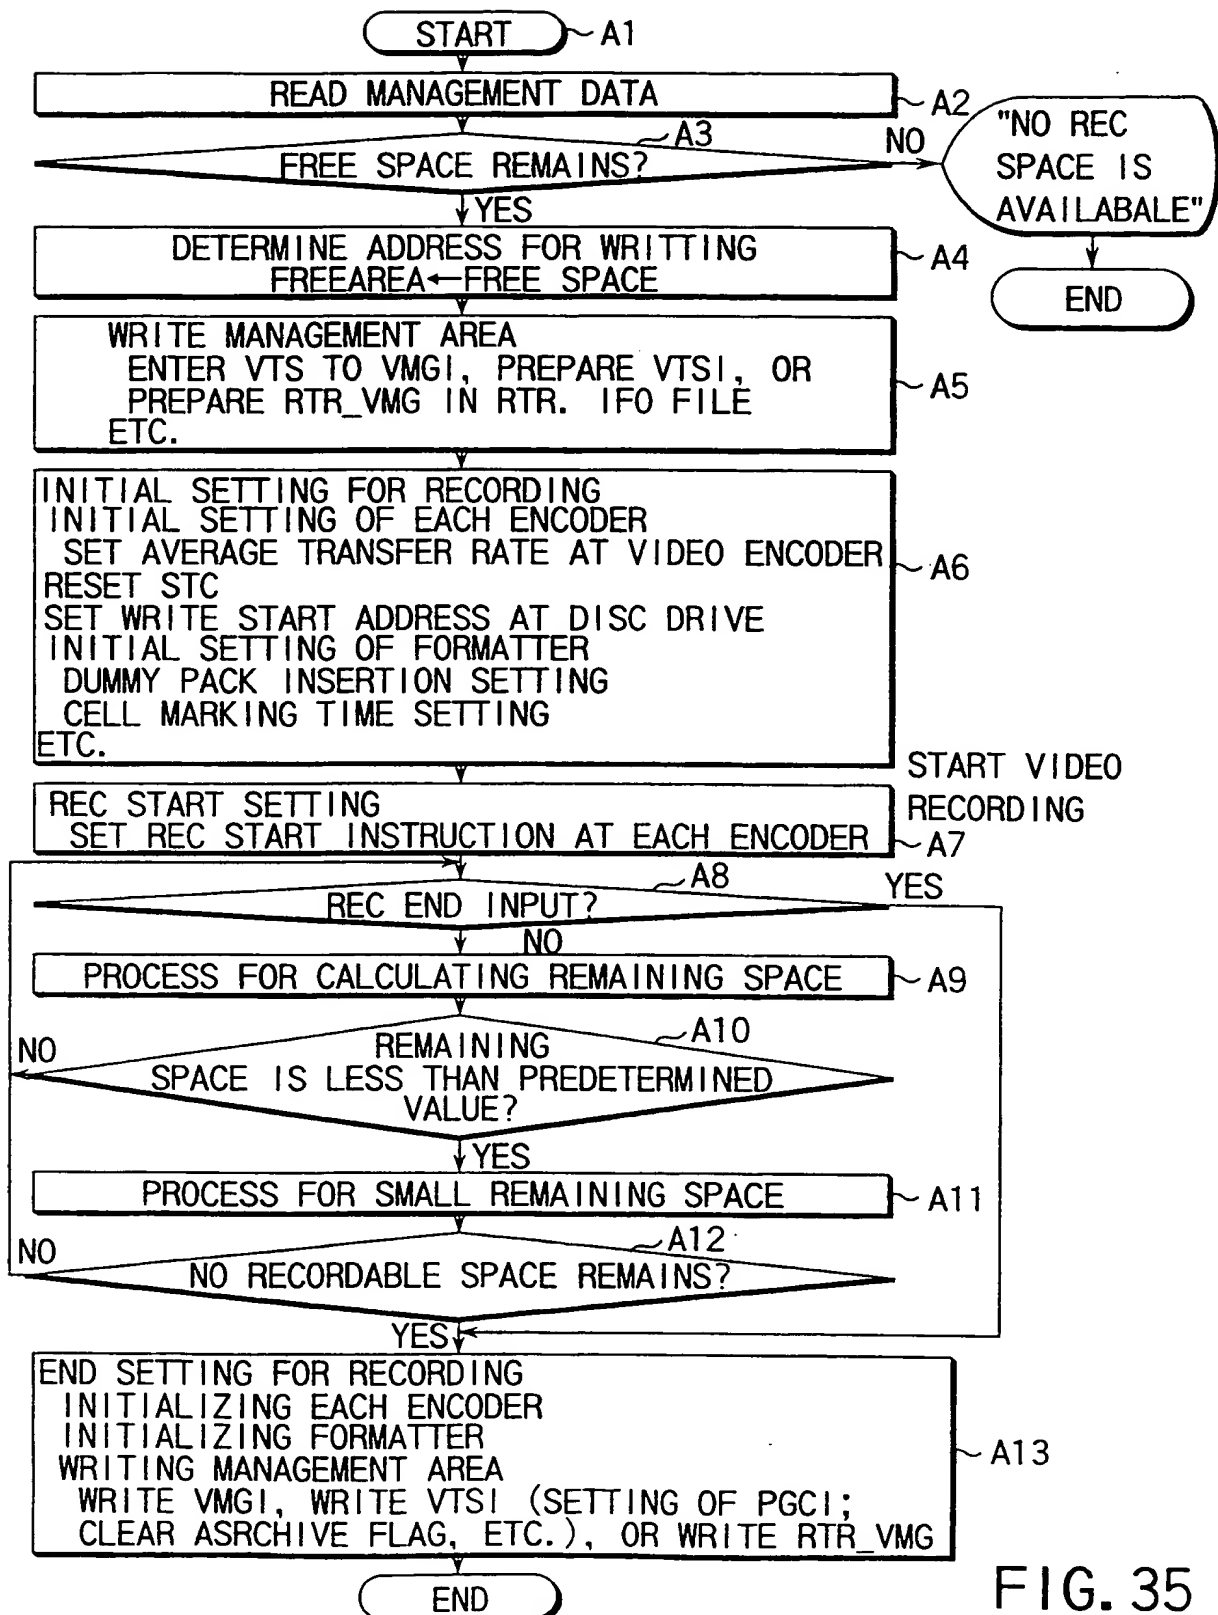 START
A1
READ MANAGEMENT DATA
A2
A3
FREE SPACE REMAINS?
NO
"NO REC
SPACE IS
AVAILABALE"
END
YES
DETERMINE ADDRESS FOR WRITTING
FREEAREA←FREE SPACE
A4
WRITE MANAGEMENT AREA
ENTER VTS TO VMGI, PREPARE VTSI, OR
PREPARE RTR_VMG IN RTR. IFO FILE
ETC.
A5
INITIAL SETTING FOR RECORDING
INITIAL SETTING OF EACH ENCODER
SET AVERAGE TRANSFER RATE AT VIDEO ENCODER
RESET STC
SET WRITE START ADDRESS AT DISC DRIVE
INITIAL SETTING OF FORMATTER
DUMMY PACK INSERTION SETTING
CELL MARKING TIME SETTING
ETC.
A6
START VIDEO
RECORDING
REC START SETTING
SET REC START INSTRUCTION AT EACH ENCODER
A7
A8
REC END INPUT?
YES
NO
PROCESS FOR CALCULATING REMAINING SPACE
A9
A10
REMAINING
SPACE IS LESS THAN PREDETERMINED
VALUE?
NO
YES
PROCESS FOR SMALL REMAINING SPACE
A11
A12
NO RECORDABLE SPACE REMAINS?
NO
YES
END SETTING FOR RECORDING
INITIALIZING EACH ENCODER
INITIALIZING FORMATTER
WRITING MANAGEMENT AREA
WRITE VMGI, WRITE VTSI (SETTING OF PGCI;
CLEAR ASRCHIVE FLAG, ETC.), OR WRITE RTR_VMG
A13
END
FIG. 35